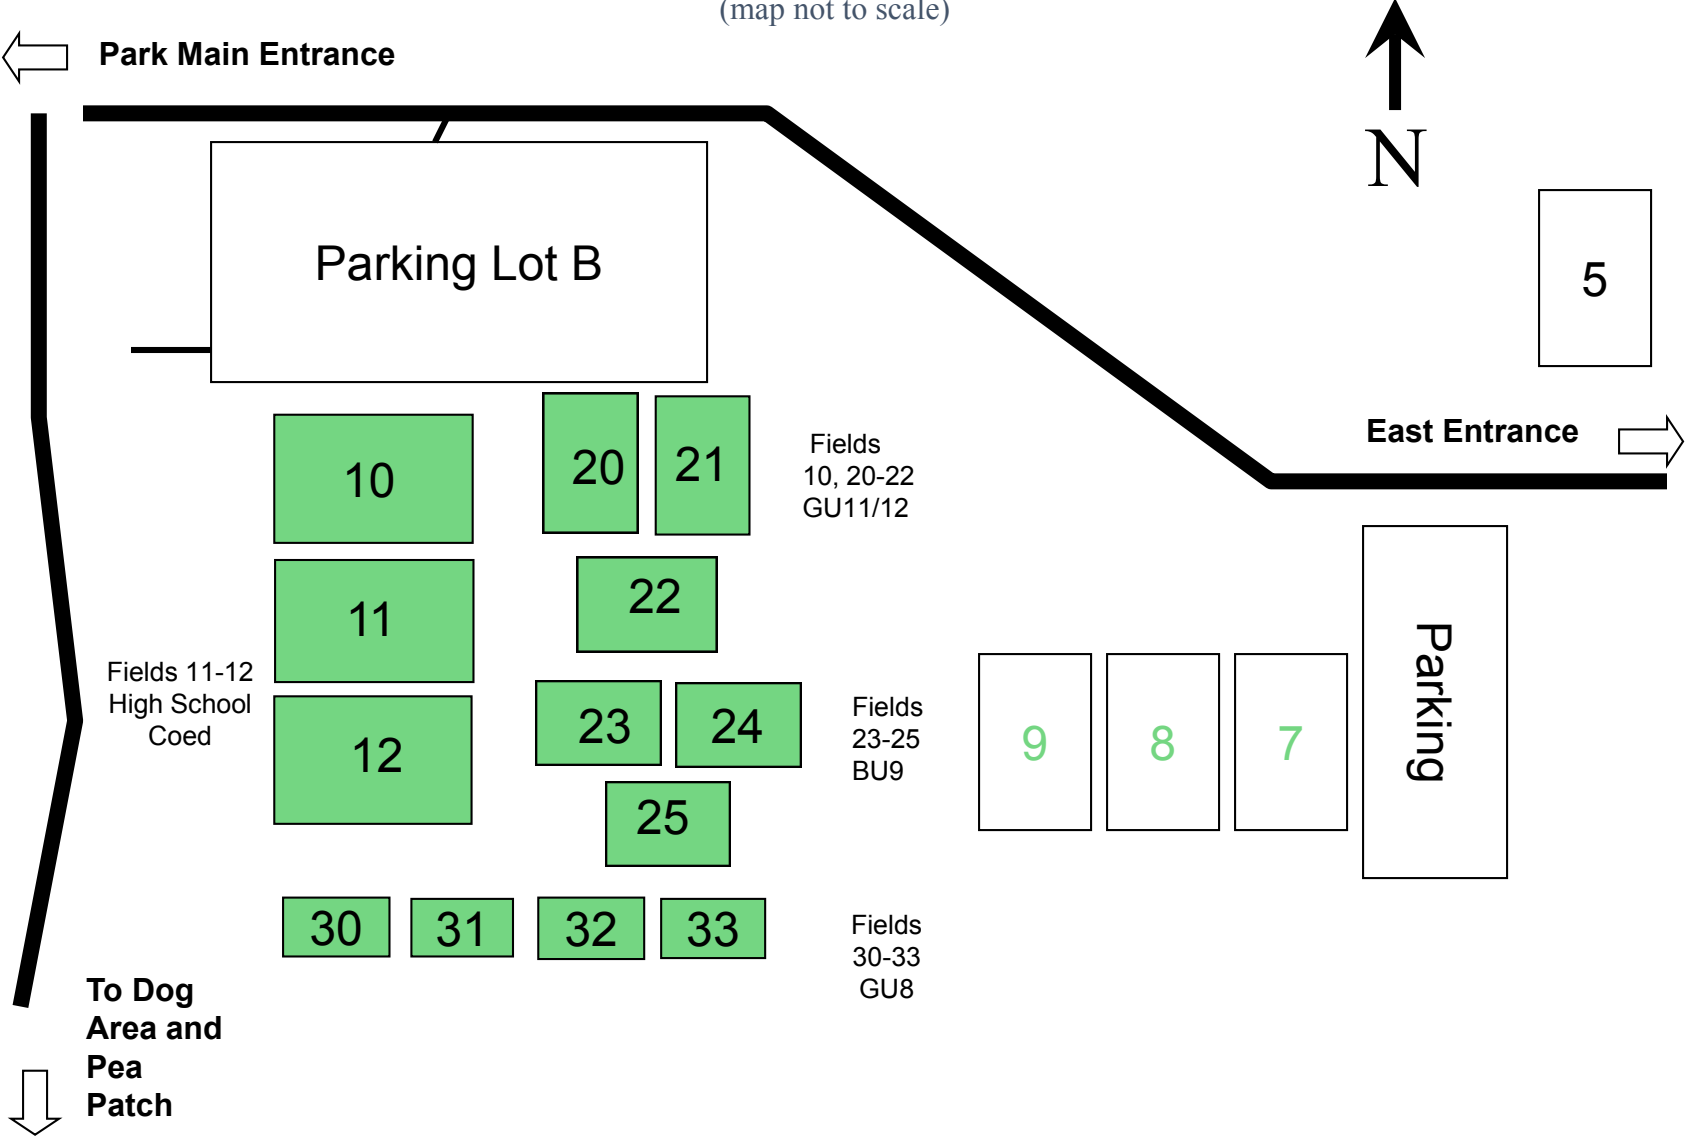 (map not to scale)
Park Main Entrance
N
Parking Lot B
5
East Entrance
10
20
21
Fields
10, 20-22
GU11/12
11
22
Fields 11-12
High School
Coed
12
23
24
25
Fields
23-25
BU9
9
8
7
Parking
30
31
32
33
Fields
30-33
GU8
To Dog
Area and
Pea
Patch